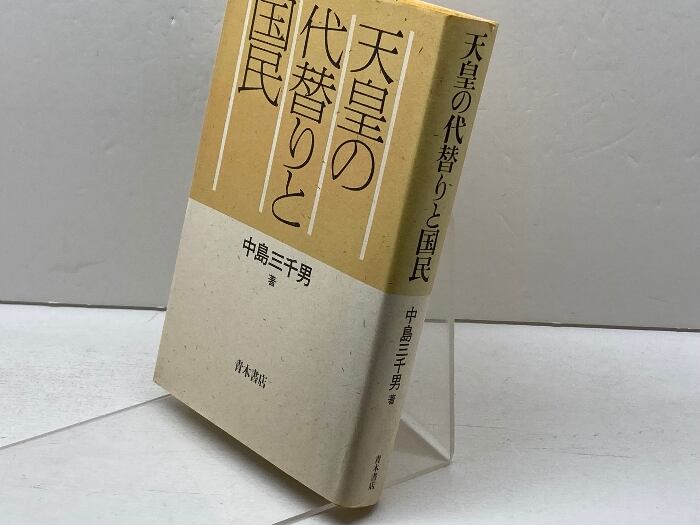 天皇の
代替りと
国民
中島三千男
著
青木書店
天皇の代替りと国民
中島三千男 著
青木書店